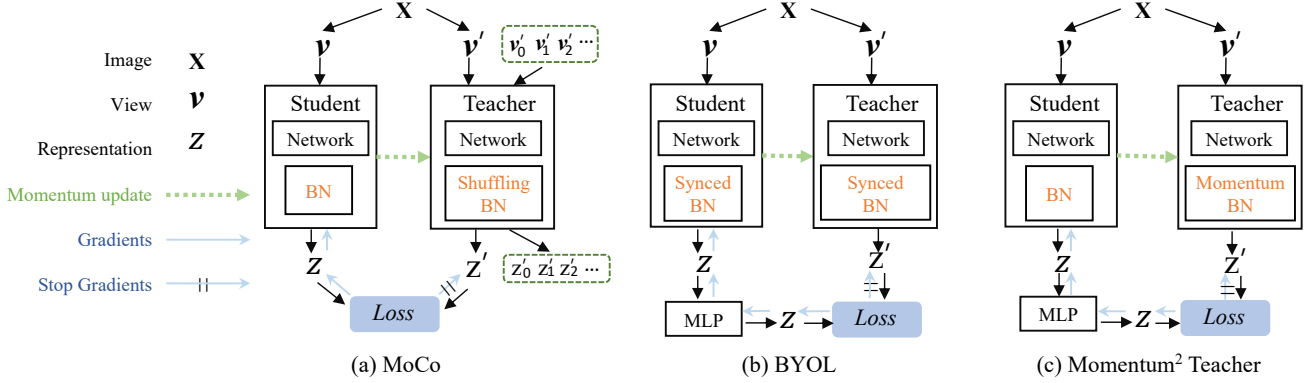 Image X
View v
Representation z
Momentum update
Gradients
Stop Gradients
X
v v′
v′0 v′1 v′2 ···
Student Teacher
Network Network
BN Shuffling
BN
z z′
z′0 z′1 z′2 ···
Loss
(a) MoCo
X
v v′
Student Teacher
Network Network
Synced Synced
BN BN
z z′
MLP z Loss
(b) BYOL
X
v v′
Student Teacher
Network Network
BN Momentum
BN
z z′
MLP z Loss
(c) Momentum² Teacher